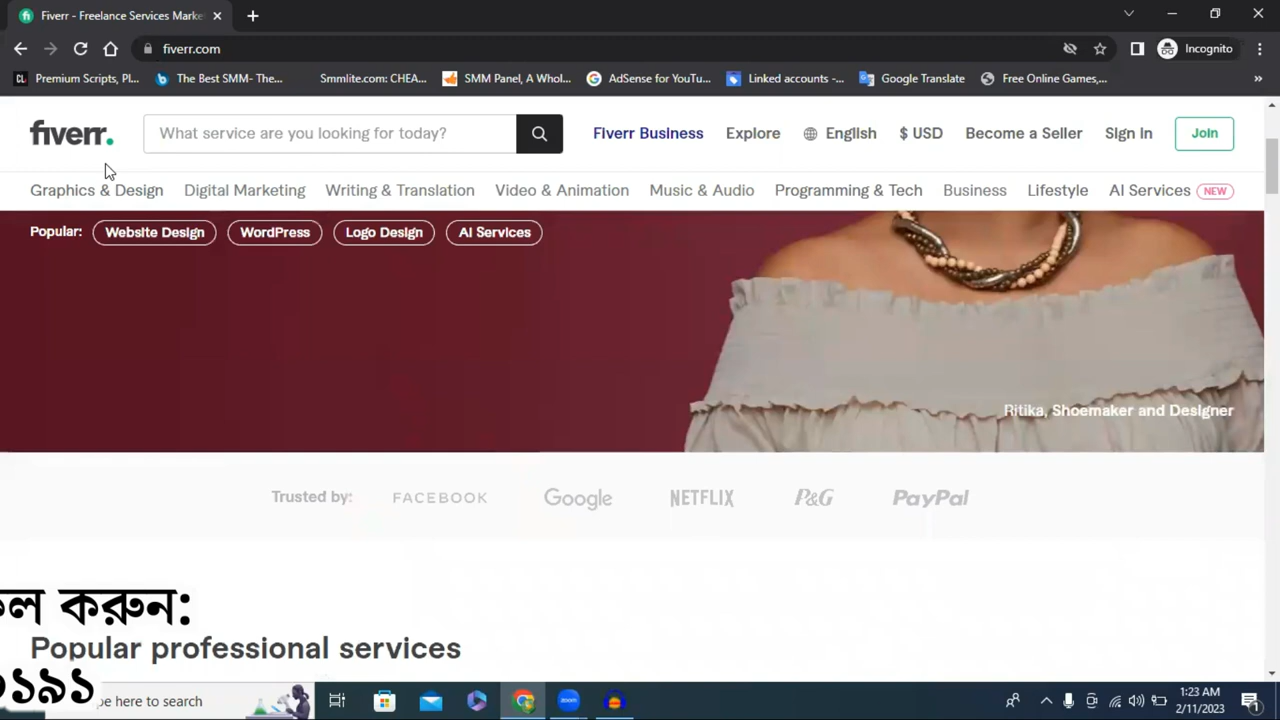 Fiverr - Freelance Services Marke
fiverr.com
Incognito
Premium Scripts, Pl...
The Best SMM- The...
Smmlite.com: CHEA...
SMM Panel, A Whol...
AdSense for YouTu...
Linked accounts -...
Google Translate
Free Online Games,...
fiverr.
What service are you looking for today?
Fiverr Business
Explore
English
$ USD
Become a Seller
Sign In
Join
Graphics & Design
Digital Marketing
Writing & Translation
Video & Animation
Music & Audio
Programming & Tech
Business
Lifestyle
AI Services NEW
Popular:
Website Design
WordPress
Logo Design
AI Services
Ritika, Shoemaker and Designer
Trusted by:
FACEBOOK
Google
NETFLIX
P&G
PayPal
করুন:
Popular professional services
১৯১
here to search
1:23 AM
2/11/2023